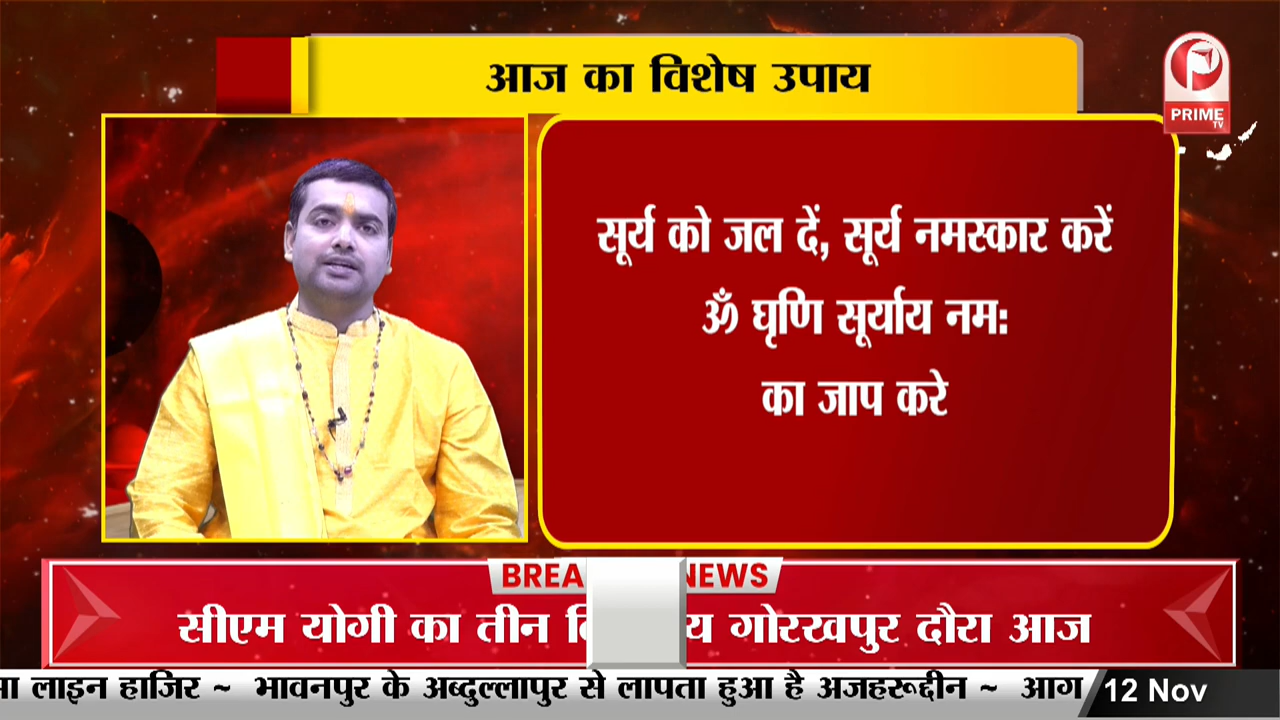 आज का विशेष उपाय
PRIME
TV
सूर्य को जल दें, सूर्य नमस्कार करें
ॐ घृणि सूर्याय नमः
का जाप करे
NEWS
सीएम योगी का तीन गोरखपुर दौरा आज
लाइन हाजिर ~ भावनपुर के अब्दुल्लापुर से लापता हुआ है अजहरूद्दीन ~ आग
12 Nov